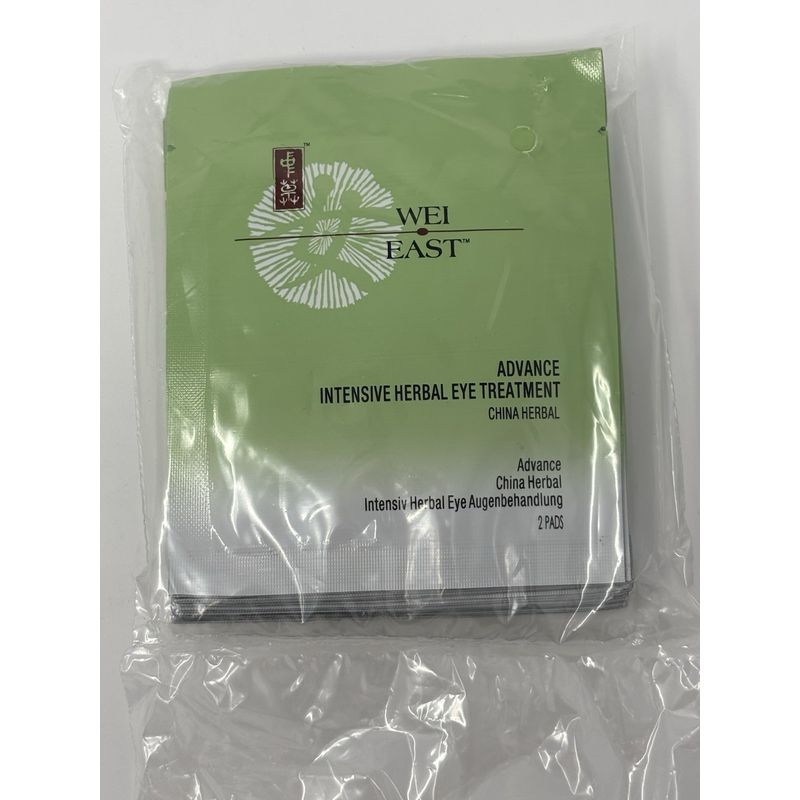 WEI
EAST™
ADVANCE
INTENSIVE HERBAL EYE TREATMENT
CHINA HERBAL
Advance
China Herbal
Intensiv Herbal Eye Augenbehandlung
2 PADS